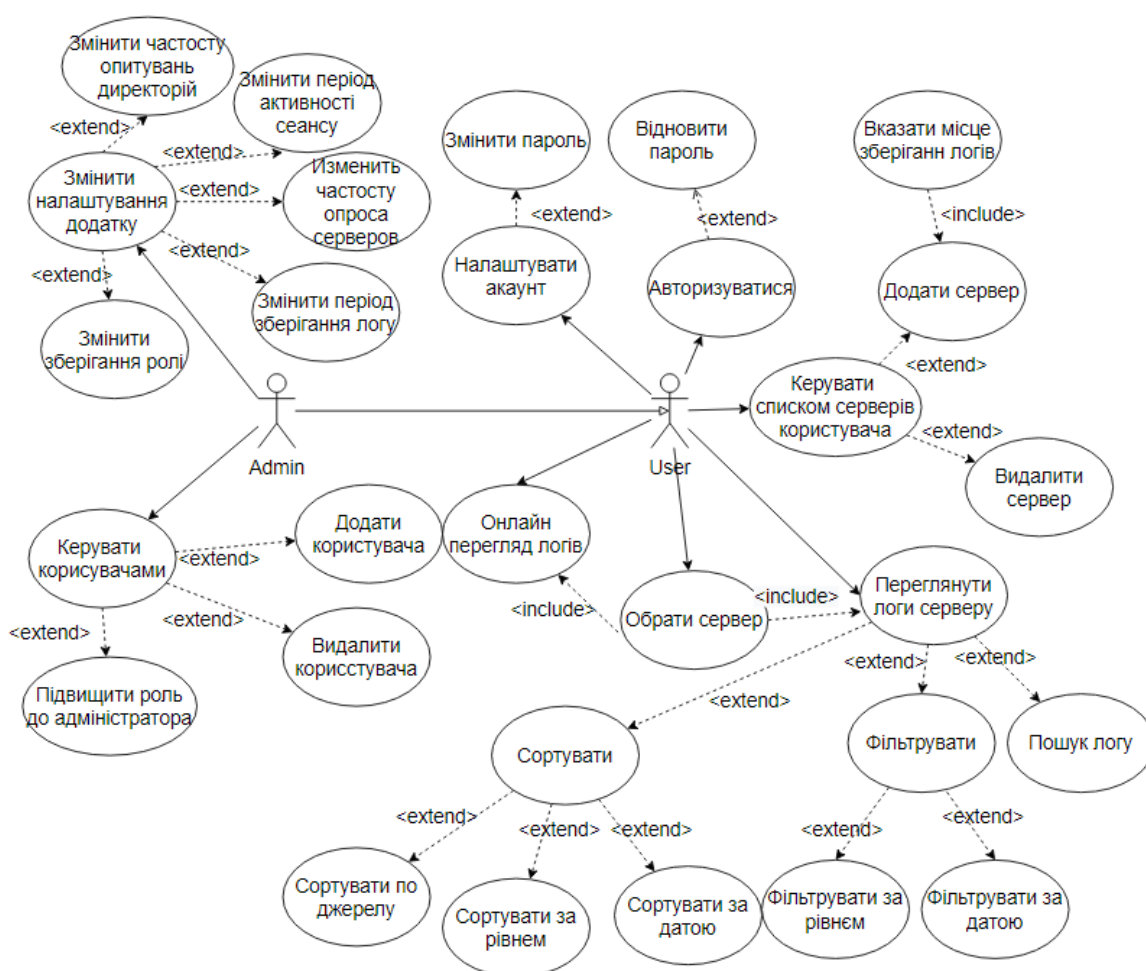 Змінити частосту
опитувань
директорій
<extend>
Змінити період
активності
сеансу
<extend>
Змінити
налаштування
додатку
<extend>
Изменить
частосту
опроса
серверов
<extend>
Змінити період
зберігання логу
<extend>
Змінити
зберігання ролі
Змінити пароль
<extend>
Налаштувати
акаунт
Відновити
пароль
<extend>
Авторизуватися
Вказати місце
зберіганн логів
<include>
Додати сервер
<extend>
Керувати
списком серверів
користувача
<extend>
Видалити
сервер
Admin
User
Керувати
корисувачами
<extend>
Додати
користувача
<extend>
Видалити
корисстувача
<extend>
Підвищити роль
до адміністратора
Онлайн
перегляд логів
<include>
Обрати сервер
<include>
Переглянути
логи серверу
<extend>
<extend>
<extend>
Сортувати
Фільтрувати
Пошук логу
<extend>
<extend>
<extend>
<extend>
<extend>
Сортувати по
джерелу
Сортувати за
рівнем
Сортувати за
датою
Фільтрувати за
рівнєм
Фільтрувати за
датою